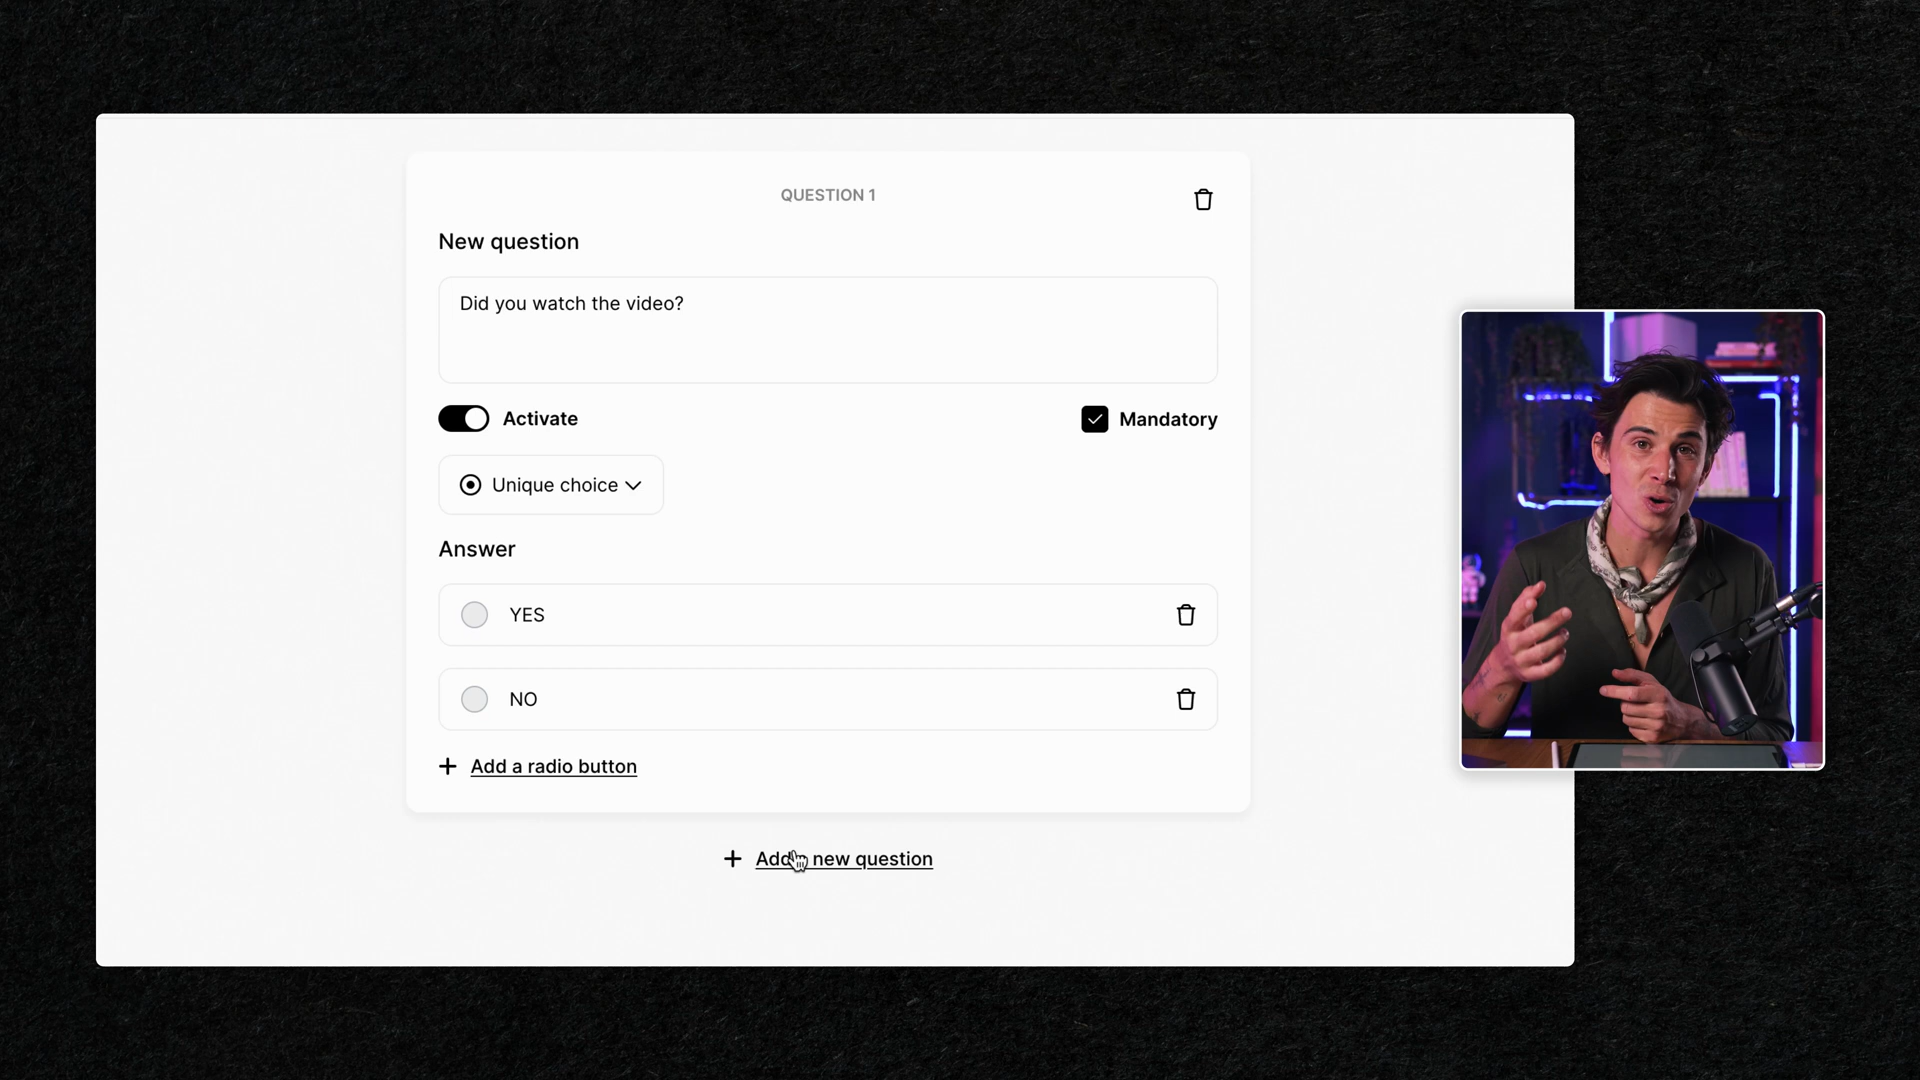 QUESTION 1
New question
Did you watch the video?
Activate
Mandatory
Unique choice
Answer
YES
NO
Add a radio button
Add new question